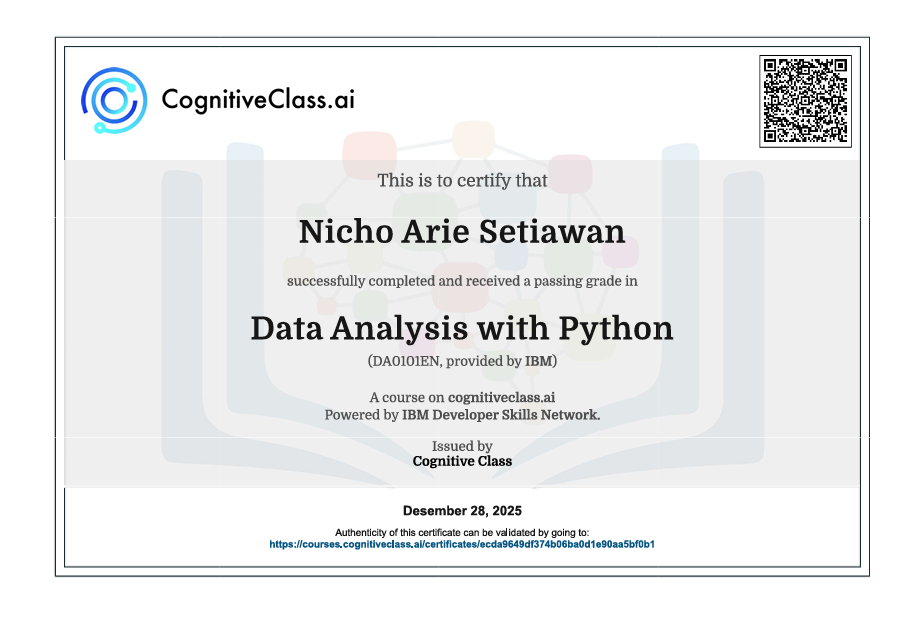 CognitiveClass.ai
This is to certify that
Nicho Arie Setiawan
successfully completed and received a passing grade in
Data Analysis with Python
(DA0101EN, provided by IBM)
A course on cognitiveclass.ai
Powered by IBM Developer Skills Network.
Issued by
Cognitive Class
Desember 28, 2025
Authenticity of this certificate can be validated by going to:
https://courses.cognitiveclass.ai/certificates/ecda9649df374b06ba0d1e90aa5bf0b1